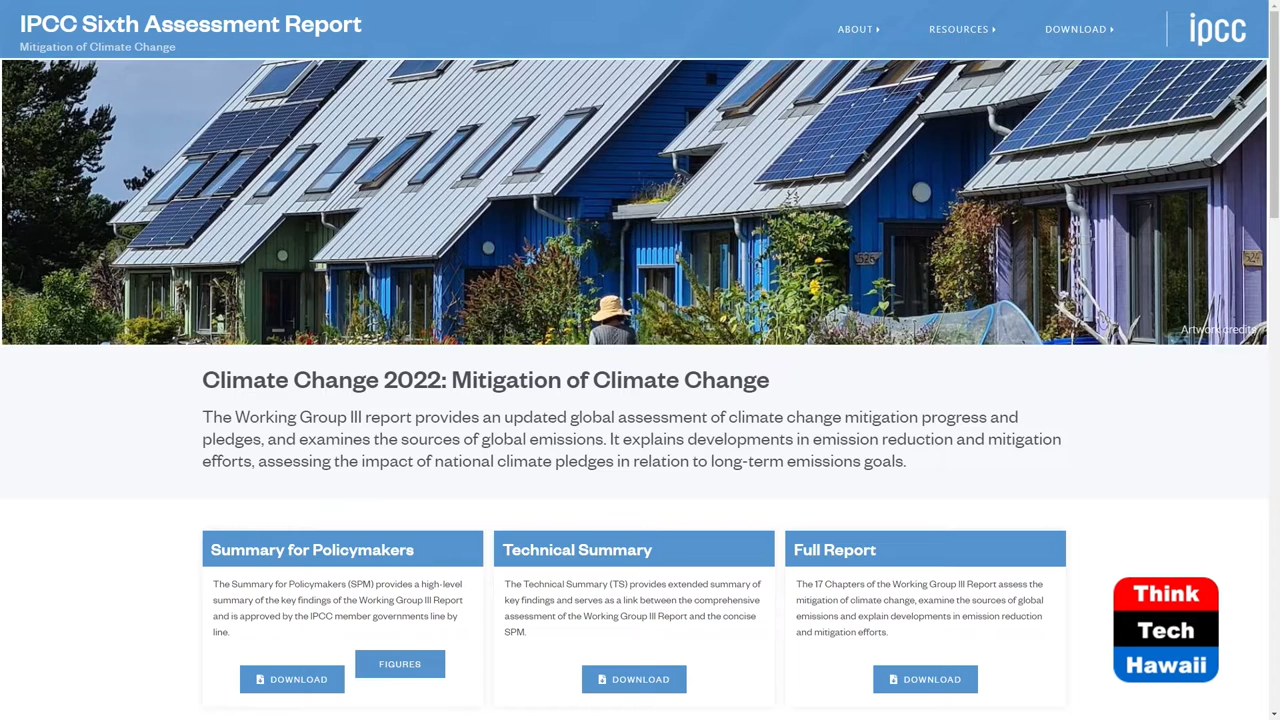 IPCC Sixth Assessment Report
Mitigation of Climate Change
ABOUT
RESOURCES
DOWNLOAD
ipcc
526
524
Artwork credits
Climate Change 2022: Mitigation of Climate Change
The Working Group III report provides an updated global assessment of climate change mitigation progress and
pledges, and examines the sources of global emissions. It explains developments in emission reduction and mitigation
efforts, assessing the impact of national climate pledges in relation to long-term emissions goals.
Summary for Policymakers
The Summary for Policymakers (SPM) provides a high-level
summary of the key findings of the Working Group III Report
and is approved by the IPCC member governments line by
line.
DOWNLOAD
FIGURES
Technical Summary
The Technical Summary (TS) provides extended summary of
key findings and serves as a link between the comprehensive
assessment of the Working Group III Report and the concise
SPM.
DOWNLOAD
Full Report
The 17 Chapters of the Working Group III Report assess the
mitigation of climate change, examine the sources of global
emissions and explain developments in emission reduction
and mitigation efforts.
DOWNLOAD
Think
Tech
Hawaii